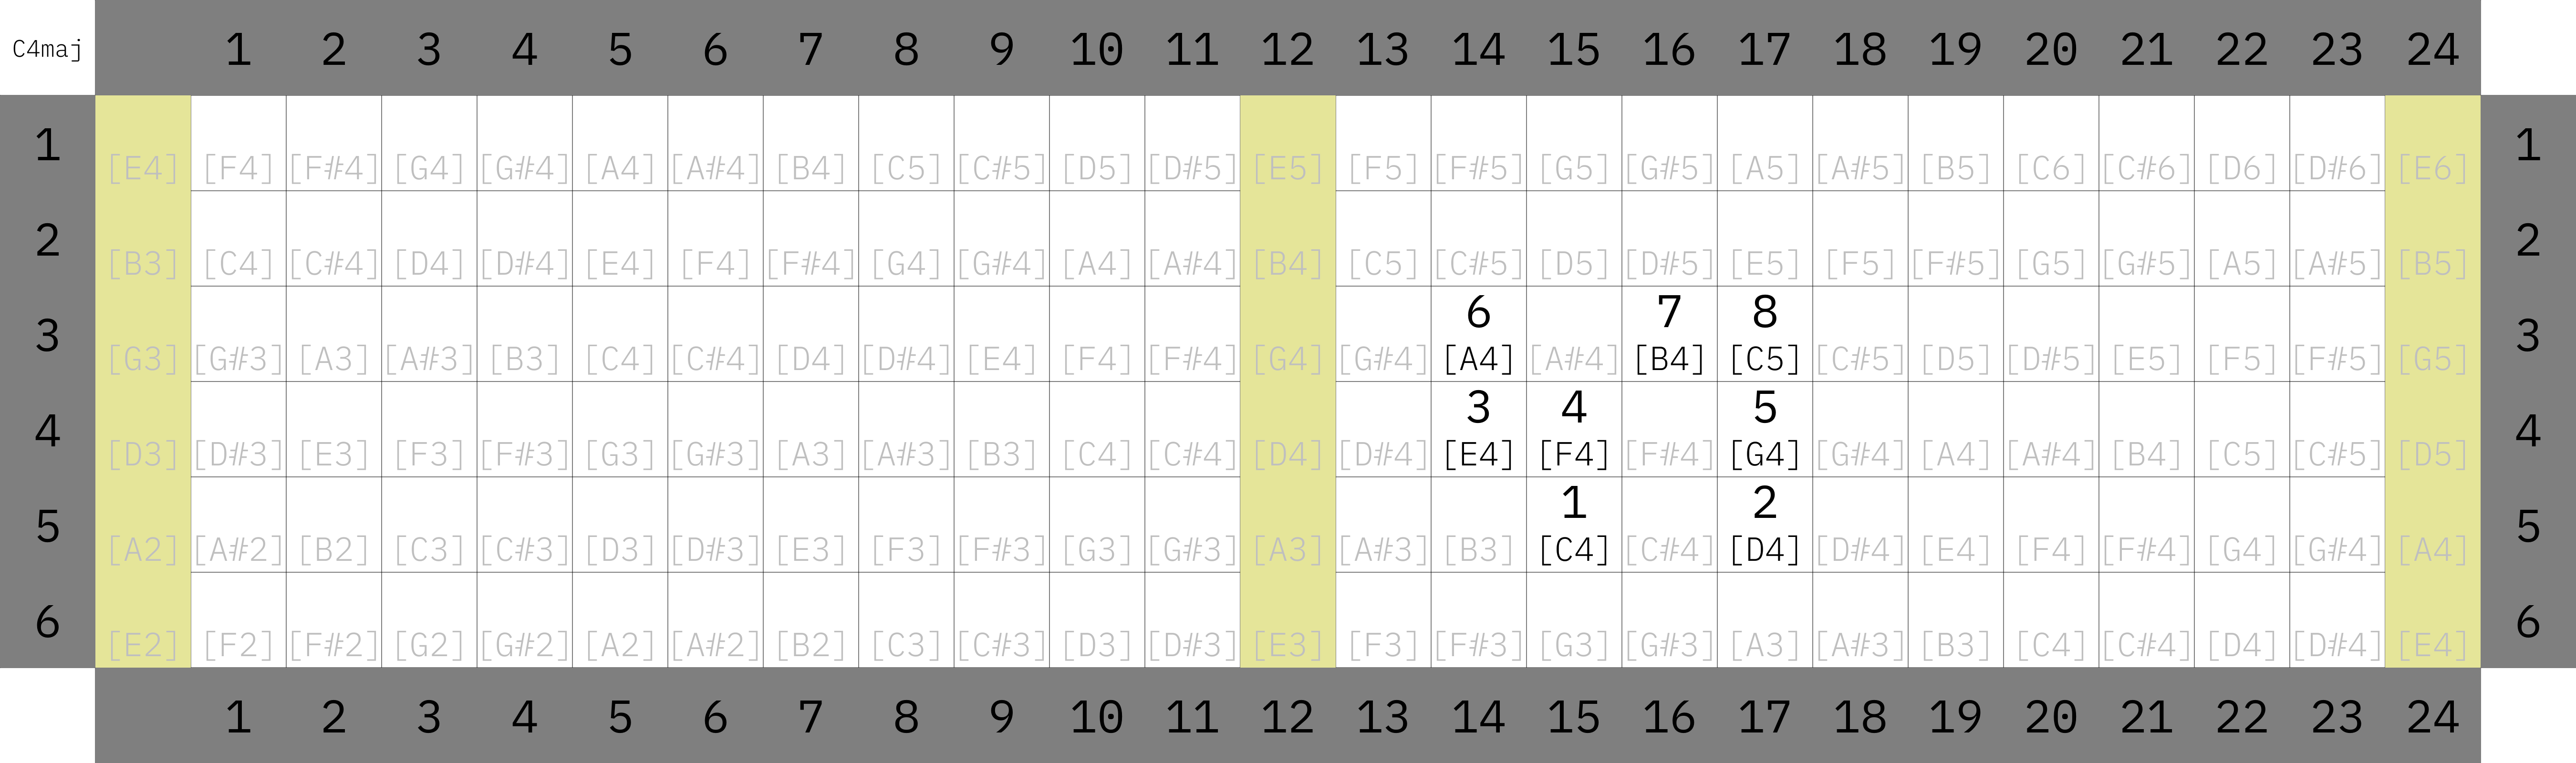 C4maj 1 2 3 4 5 6 7 8 9 10 11 12 13 14 15 16 17 18 19 20 21 22 23 24
1 [E4] [F4] [F#4] [G4] [G#4] [A4] [A#4] [B4] [C5] [C#5] [D5] [D#5] [E5] [F5] [F#5] [G5] [G#5] [A5] [A#5] [B5] [C6] [C#6] [D6] [D#6] [E6] 1
2 [B3] [C4] [C#4] [D4] [D#4] [E4] [F4] [F#4] [G4] [G#4] [A4] [A#4] [B4] [C5] [C#5] [D5] [D#5] [E5] [F5] [F#5] [G5] [G#5] [A5] [A#5] [B5] 2
6 7 8
3 [G3] [G#3] [A3] [A#3] [B3] [C4] [C#4] [D4] [D#4] [E4] [F4] [F#4] [G4] [G#4] [A4] [A#4] [B4] [C5] [C#5] [D5] [D#5] [E5] [F5] [F#5] [G5] 3
3 4 5
4 [D3] [D#3] [E3] [F3] [F#3] [G3] [G#3] [A3] [A#3] [B3] [C4] [C#4] [D4] [D#4] [E4] [F4] [F#4] [G4] [G#4] [A4] [A#4] [B4] [C5] [C#5] [D5] 4
1 2
5 [A2] [A#2] [B2] [C3] [C#3] [D3] [D#3] [E3] [F3] [F#3] [G3] [G#3] [A3] [A#3] [B3] [C4] [C#4] [D4] [D#4] [E4] [F4] [F#4] [G4] [G#4] [A4] 5
6 [E2] [F2] [F#2] [G2] [G#2] [A2] [A#2] [B2] [C3] [C#3] [D3] [D#3] [E3] [F3] [F#3] [G3] [G#3] [A3] [A#3] [B3] [C4] [C#4] [D4] [D#4] [E4] 6
1 2 3 4 5 6 7 8 9 10 11 12 13 14 15 16 17 18 19 20 21 22 23 24